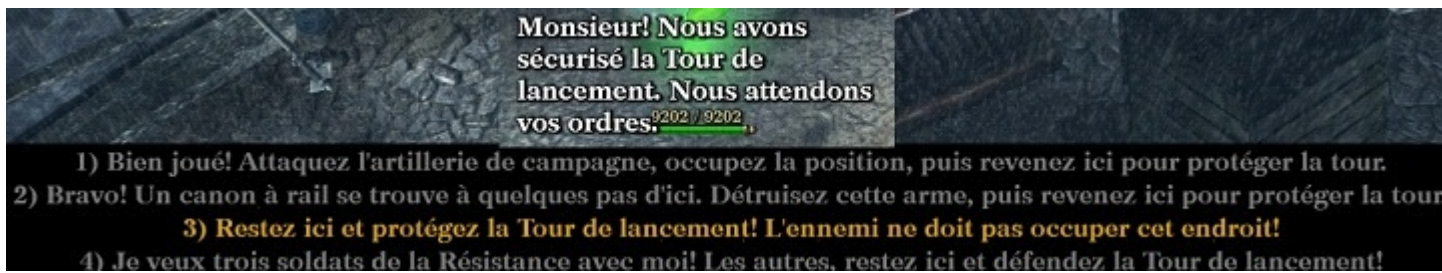 Monsieur! Nous avons
sécurisé la Tour de
lancement. Nous attendons
vos ordres.
9202 / 9202
1) Bien joué! Attaquez l'artillerie de campagne, occupez la position, puis revenez ici pour protéger la tour.
2) Bravo! Un canon à rail se trouve à quelques pas d'ici. Détruisez cette arme, puis revenez ici pour protéger la tour
3) Restez ici et protégez la Tour de lancement! L'ennemi ne doit pas occuper cet endroit!
4) Je veux trois soldats de la Résistance avec moi! Les autres, restez ici et défendez la Tour de lancement!